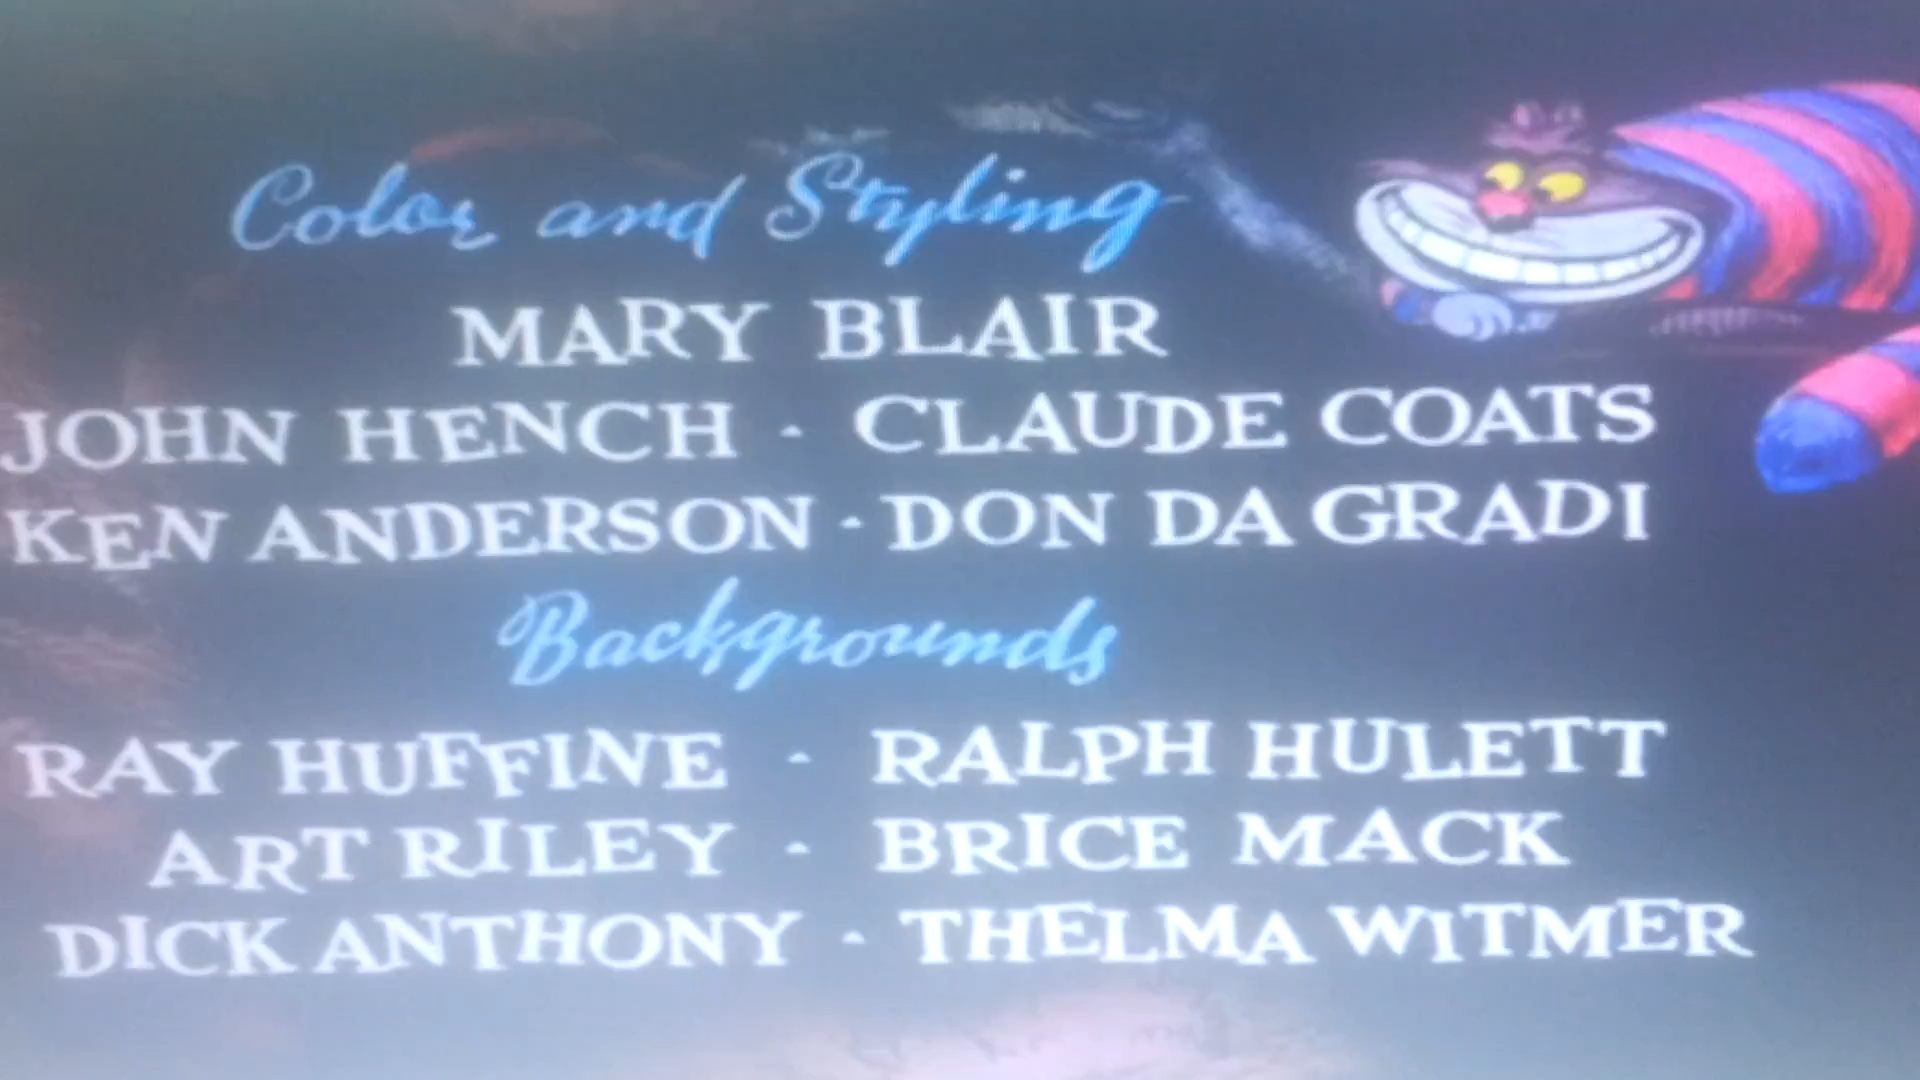 Color and Styling
MARY BLAIR
JOHN HENCH · CLAUDE COATS
KEN ANDERSON · DON DA GRADI
Backgrounds
RAY HUFFINE · RALPH HULETT
ART RILEY · BRICE MACK
DICK ANTHONY · THELMA WITMER